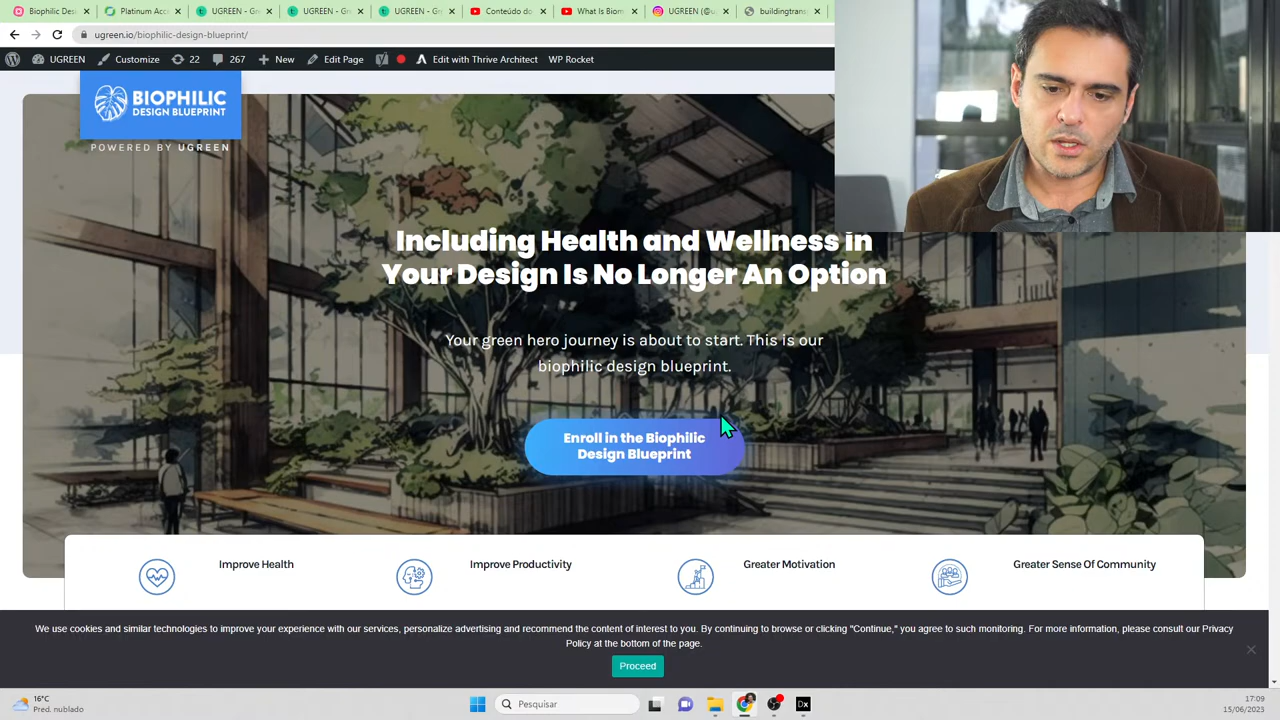 Biophilic Des
Platinum Acc
UGREEN - Gr
UGREEN - Gr
UGREEN - Gr
Conteúdo do
What Is Biom
UGREEN (@u
buildingtrans
ugreen.io/biophilic-design-blueprint/
UGREEN
Customize
22
267
New
Edit Page
Edit with Thrive Architect
WP Rocket
BIOPHILIC
DESIGN BLUEPRINT
POWERED BY UGREEN
Including Health and Wellness in
Your Design Is No Longer An Option
Your green hero journey is about to start. This is our
biophilic design blueprint.
Enroll in the Biophilic
Design Blueprint
Improve Health
Improve Productivity
Greater Motivation
Greater Sense Of Community
We use cookies and similar technologies to improve your experience with our services, personalize advertising and recommend the content of interest to you. By continuing to browse or clicking "Continue," you agree to such monitoring. For more information, please consult our Privacy
Policy at the bottom of the page.
Proceed
16°C
Pred. nublado
Pesquisar
Dx
17:09
15/06/2023